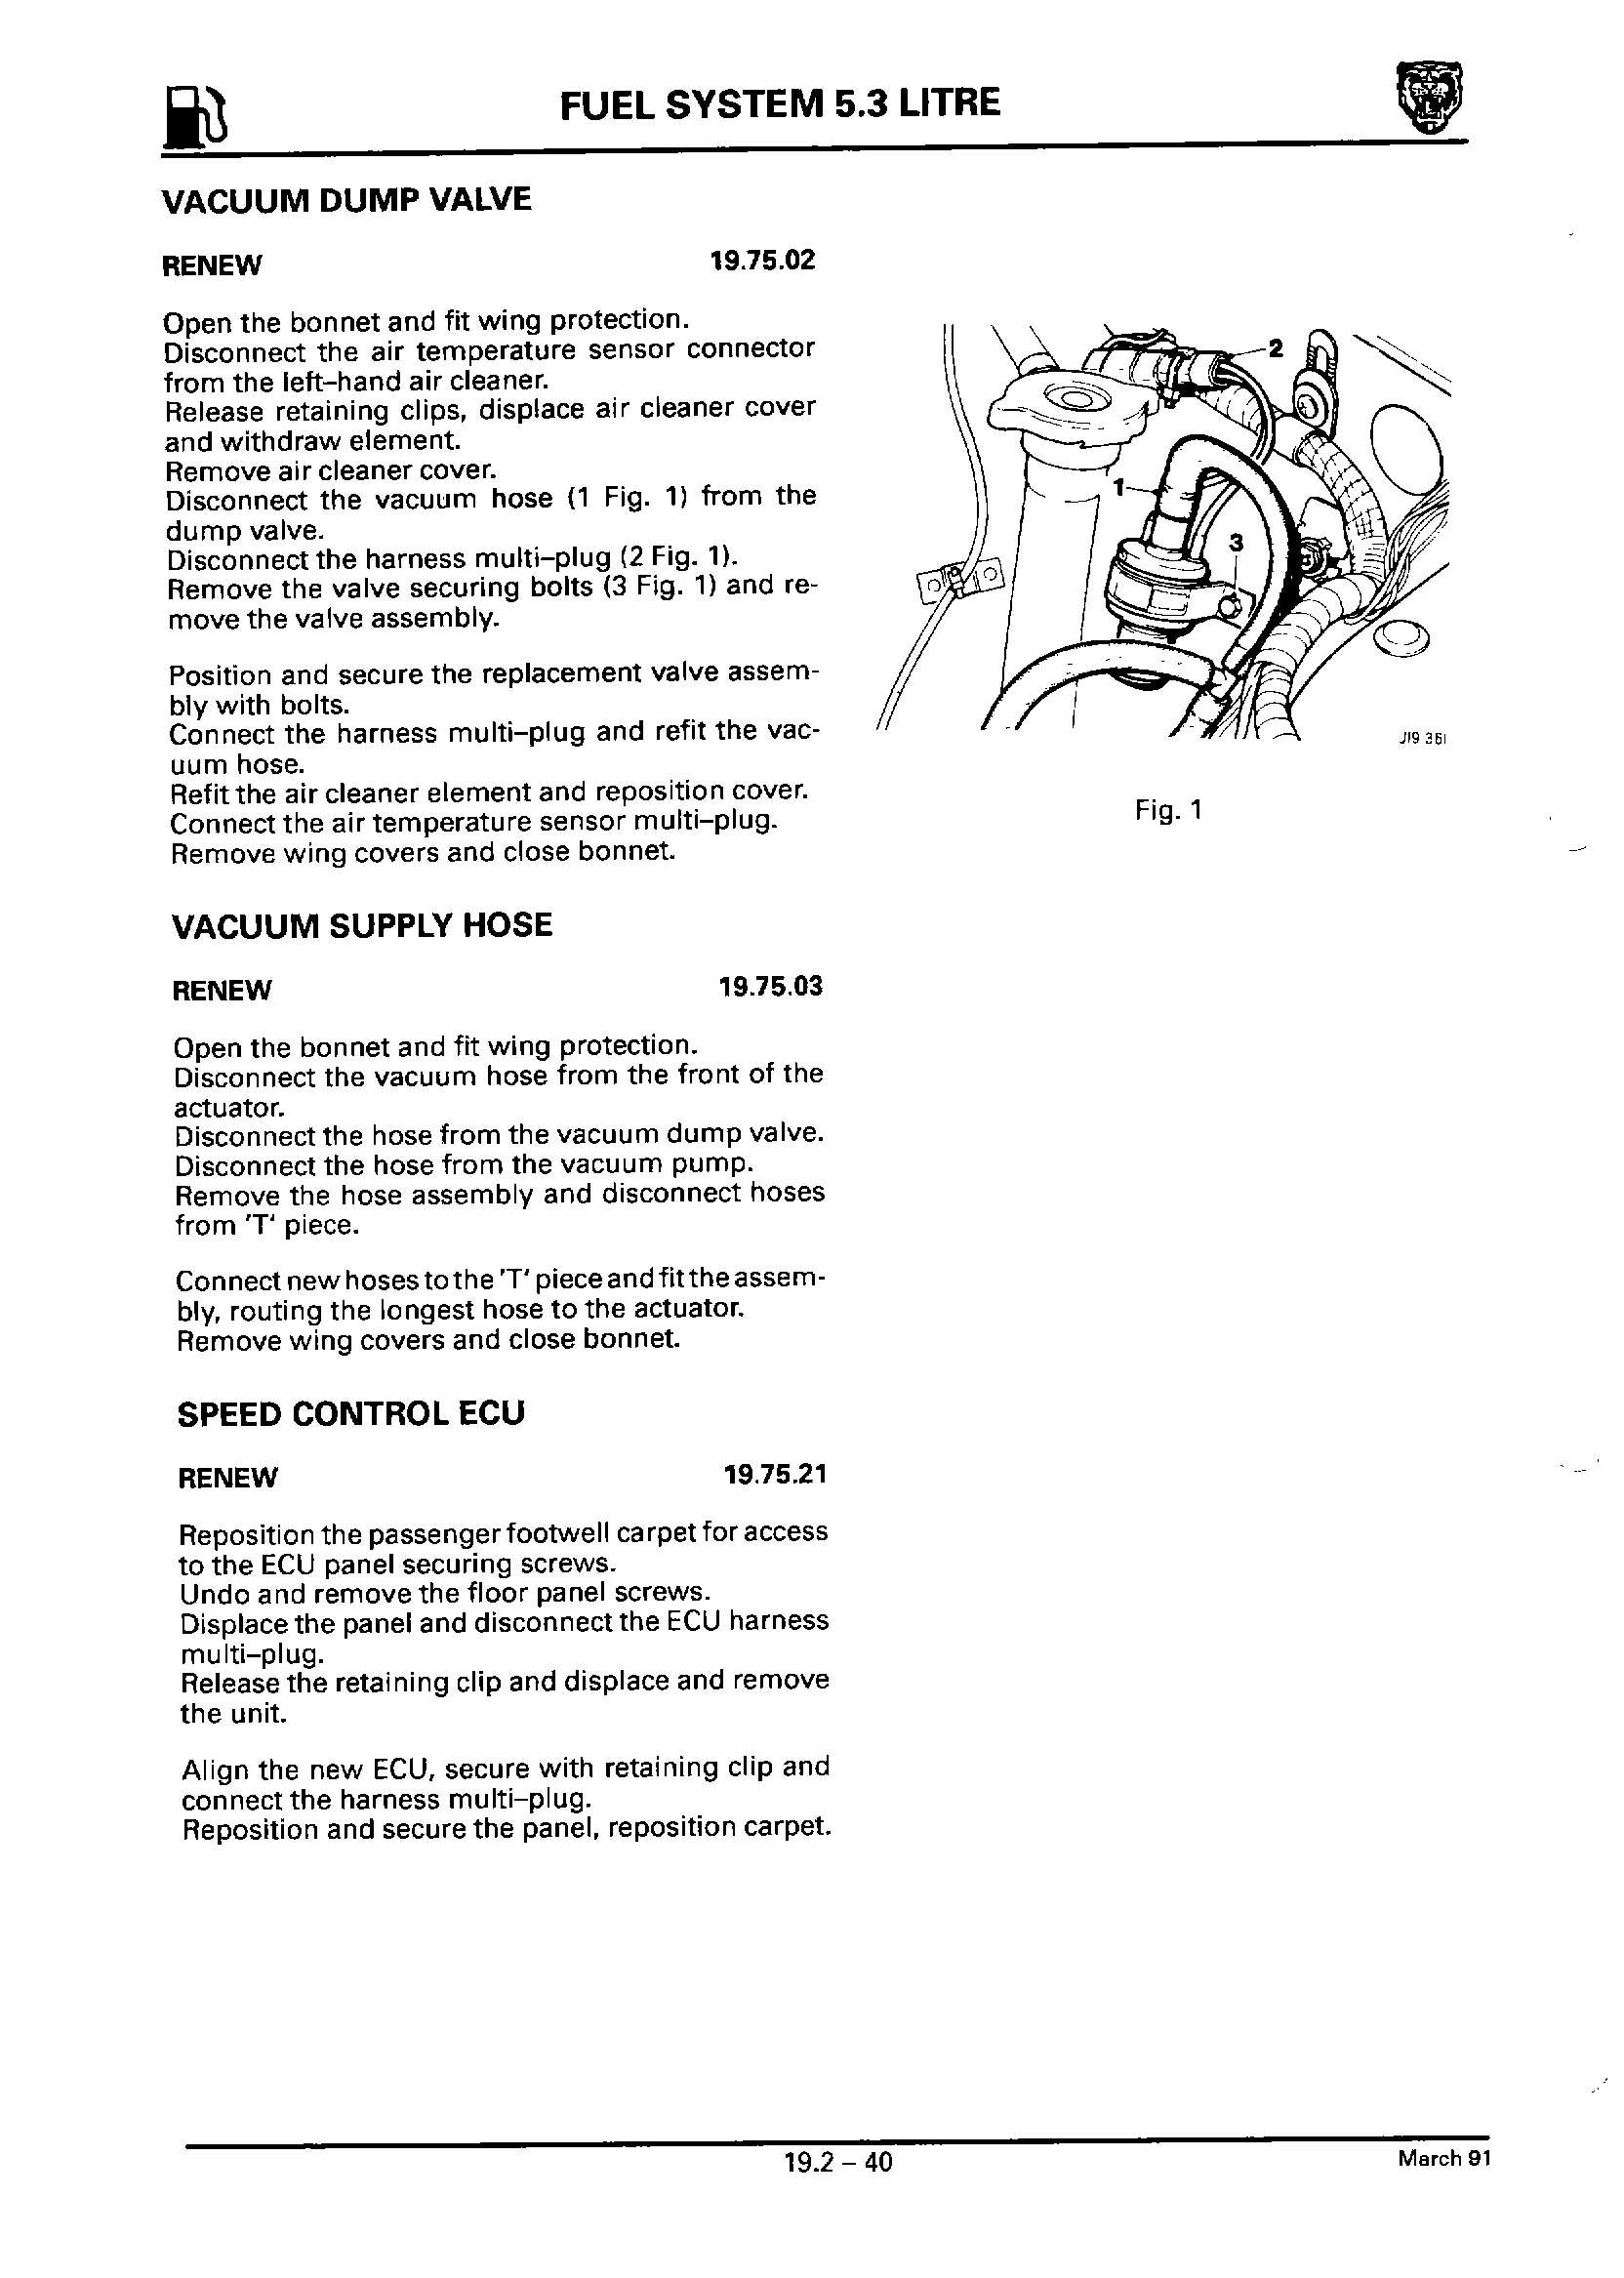 FUEL SYSTEM 5.3 LITRE
VACUUM DUMP VALVE
RENEW 19.75.02
Open the bonnet and fit wing protection.
Disconnect the air temperature sensor connector
from the left–hand air cleaner.
Release retaining clips, displace air cleaner cover
and withdraw element.
Remove air cleaner cover.
Disconnect the vacuum hose (1 Fig. 1) from the
dump valve.
Disconnect the harness multi–plug (2 Fig. 1).
Remove the valve securing bolts (3 Fig. 1) and re-
move the valve assembly.
Position and secure the replacement valve assem-
bly with bolts.
Connect the harness multi–plug and refit the vac-
uum hose.
Refit the air cleaner element and reposition cover.
Connect the air temperature sensor multi–plug.
Remove wing covers and close bonnet.
VACUUM SUPPLY HOSE
RENEW 19.75.03
Open the bonnet and fit wing protection.
Disconnect the vacuum hose from the front of the
actuator.
Disconnect the hose from the vacuum dump valve.
Disconnect the hose from the vacuum pump.
Remove the hose assembly and disconnect hoses
from 'T' piece.
Connect new hoses to the 'T' piece and fit the assem-
bly, routing the longest hose to the actuator.
Remove wing covers and close bonnet.
SPEED CONTROL ECU
RENEW 19.75.21
Reposition the passenger footwell carpet for access
to the ECU panel securing screws.
Undo and remove the floor panel screws.
Displace the panel and disconnect the ECU harness
multi–plug.
Release the retaining clip and displace and remove
the unit.
Align the new ECU, secure with retaining clip and
connect the harness multi–plug.
Reposition and secure the panel, reposition carpet.
2
1
3
J19 361
Fig. 1
19.2 – 40
March 91